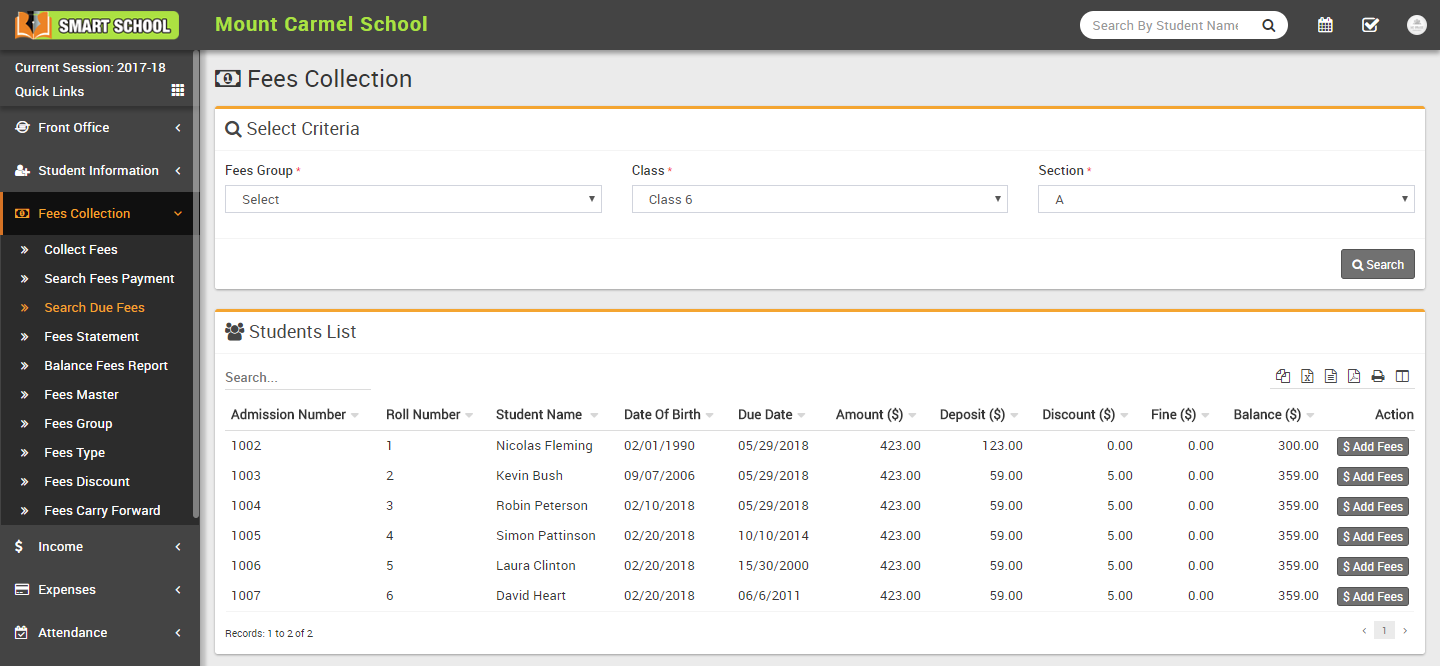 SMART SCHOOL
Mount Carmel School
Search By Student Name
Current Session: 2017-18
Quick Links
Front Office
Student Information
Fees Collection
Collect Fees
Search Fees Payment
Search Due Fees
Fees Statement
Balance Fees Report
Fees Master
Fees Group
Fees Type
Fees Discount
Fees Carry Forward
Income
Expenses
Attendance
Fees Collection
Select Criteria
Fees Group * Class * Section *
Select Class 6 A
Search
Students List
Search...
Admission Number Roll Number Student Name Date Of Birth Due Date Amount ($) Deposit ($) Discount ($) Fine ($) Balance ($) Action
1002 1 Nicolas Fleming 02/01/1990 05/29/2018 423.00 123.00 0.00 0.00 300.00 $ Add Fees
1003 2 Kevin Bush 09/07/2006 05/29/2018 423.00 59.00 5.00 0.00 359.00 $ Add Fees
1004 3 Robin Peterson 02/10/2018 05/29/2018 423.00 59.00 5.00 0.00 359.00 $ Add Fees
1005 4 Simon Pattinson 02/20/2018 10/10/2014 423.00 59.00 5.00 0.00 359.00 $ Add Fees
1006 5 Laura Clinton 02/20/2018 15/30/2000 423.00 59.00 5.00 0.00 359.00 $ Add Fees
1007 6 David Heart 02/20/2018 06/6/2011 423.00 59.00 5.00 0.00 359.00 $ Add Fees
Records: 1 to 2 of 2 ‹ 1 ›